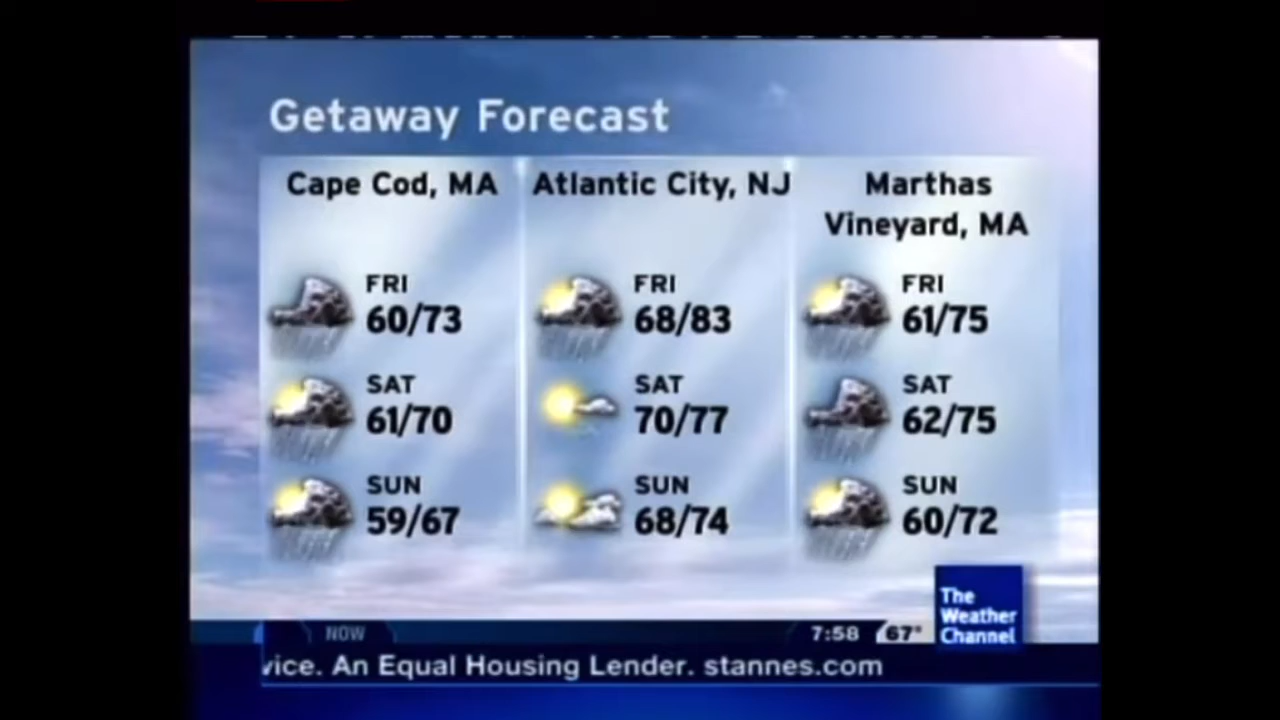 Getaway Forecast
Cape Cod, MA
FRI
60/73
SAT
61/70
SUN
59/67
Atlantic City, NJ
FRI
68/83
SAT
70/77
SUN
68/74
Marthas
Vineyard, MA
FRI
61/75
SAT
62/75
SUN
60/72
NOW
7:58
67°
The
Weather
Channel
vice. An Equal Housing Lender. stannes.com